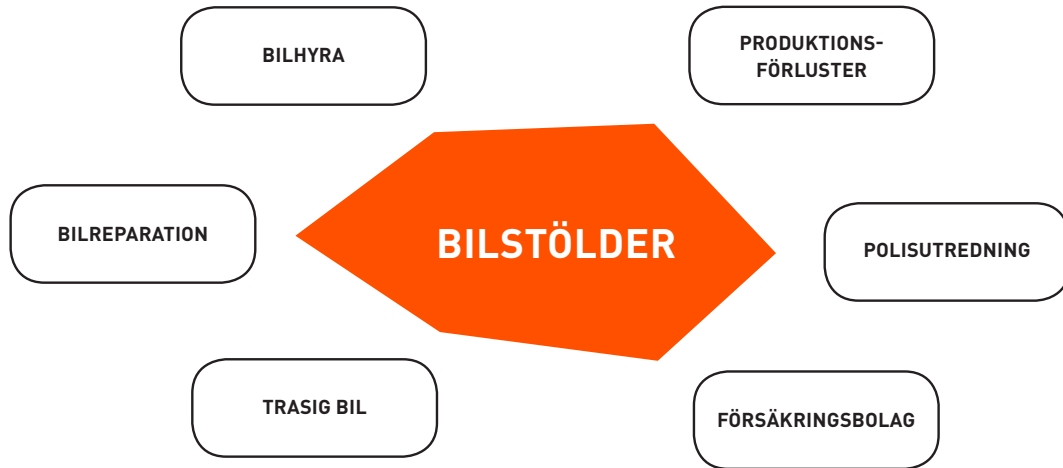 BILHYRA
PRODUKTIONS-
FÖRLUSTER
BILREPARATION
BILSTÖLDER
POLISUTREDNING
TRASIG BIL
FÖRSÄKRINGSBOLAG